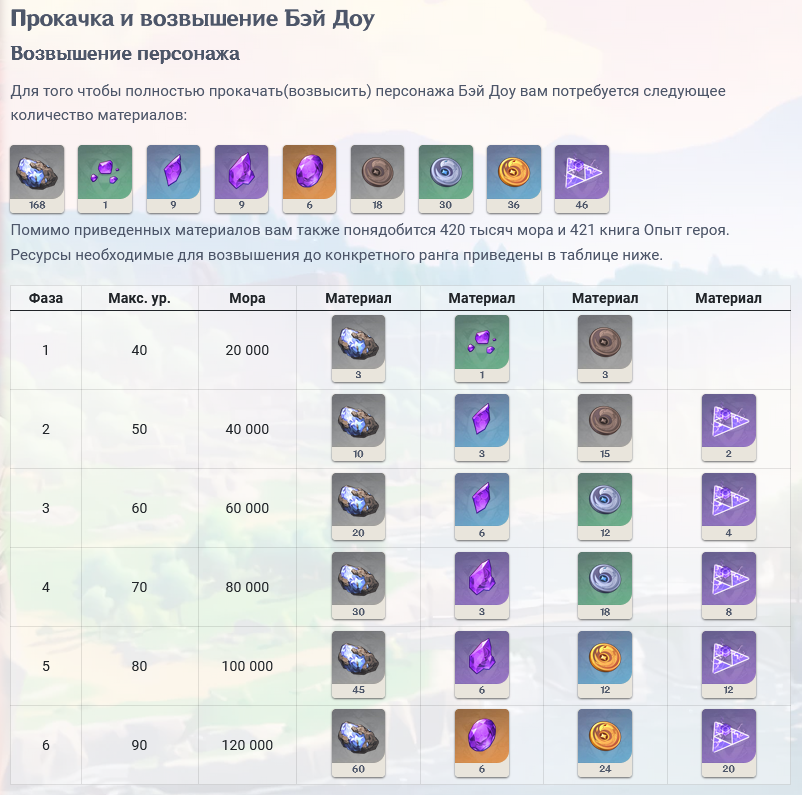 Прокачка и возвышение Бэй Доу
Возвышение персонажа
Для того чтобы полностью прокачать(возвысить) персонажа Бэй Доу вам потребуется следующее
количество материалов:
168 1 9 9 6 18 30 36 46
Помимо приведенных материалов вам также понядобится 420 тысяч мора и 421 книга Опыт героя.
Ресурсы необходимые для возвышения до конкретного ранга приведены в таблице ниже.
Фаза Макс. ур. Мора Материал Материал Материал Материал
1 40 20 000 3 1 3
2 50 40 000 10 3 15 2
3 60 60 000 20 6 12 4
4 70 80 000 30 3 18 8
5 80 100 000 45 6 12 12
6 90 120 000 60 6 24 20